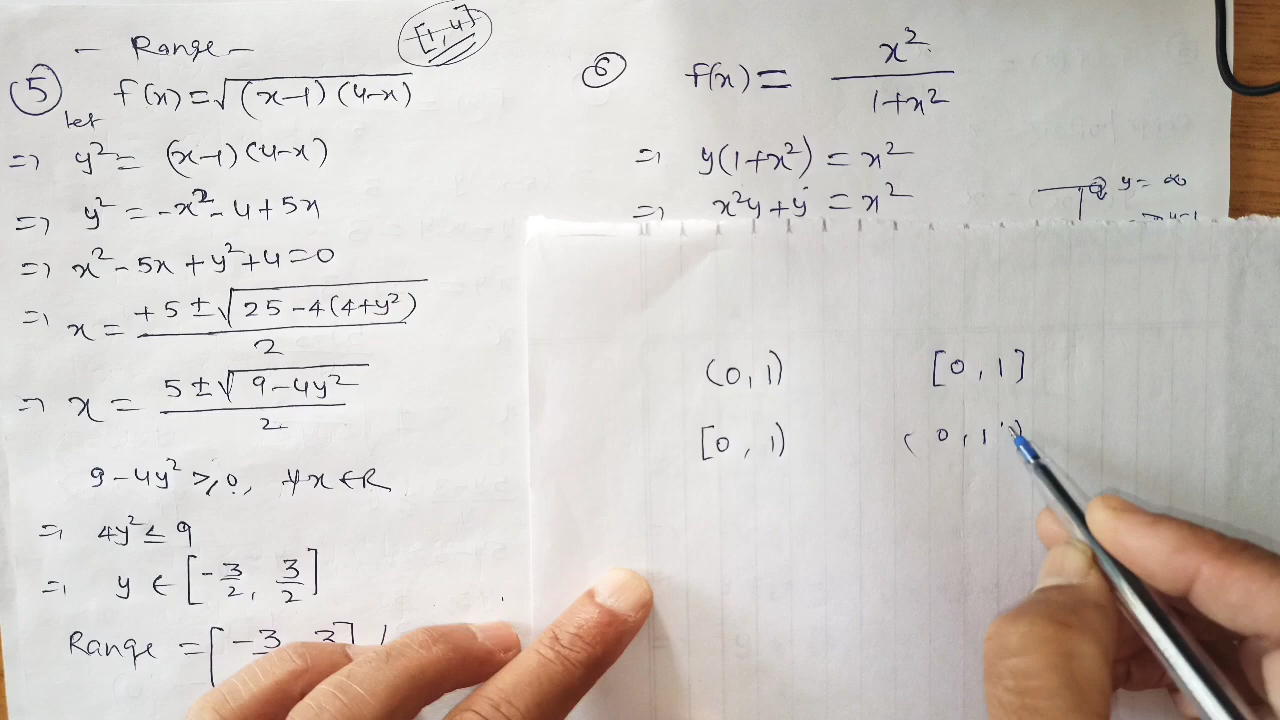 - Range -
[1,4]
⑤ f(x) = √(x-1)(4-x)
let
=> y² = (x-1)(4-x)
=> y² = -x² - 4 + 5x
=> x² - 5x + y² + 4 = 0
=> x = +5 ± √25 - 4(4+y²) / 2
=> x = 5 ± √9 - 4y² / 2
9 - 4y² ≥ 0, ∀x ∈ R
=> 4y² ≤ 9
=> y ∈ [-3/2, 3/2]
Range = [-3 3]
⑥ f(x) = x² / 1+x²
=> y(1+x²) = x²
=> x²y + y = x²
y = ∞
(0, 1) [0, 1]
[0, 1) (0, 1